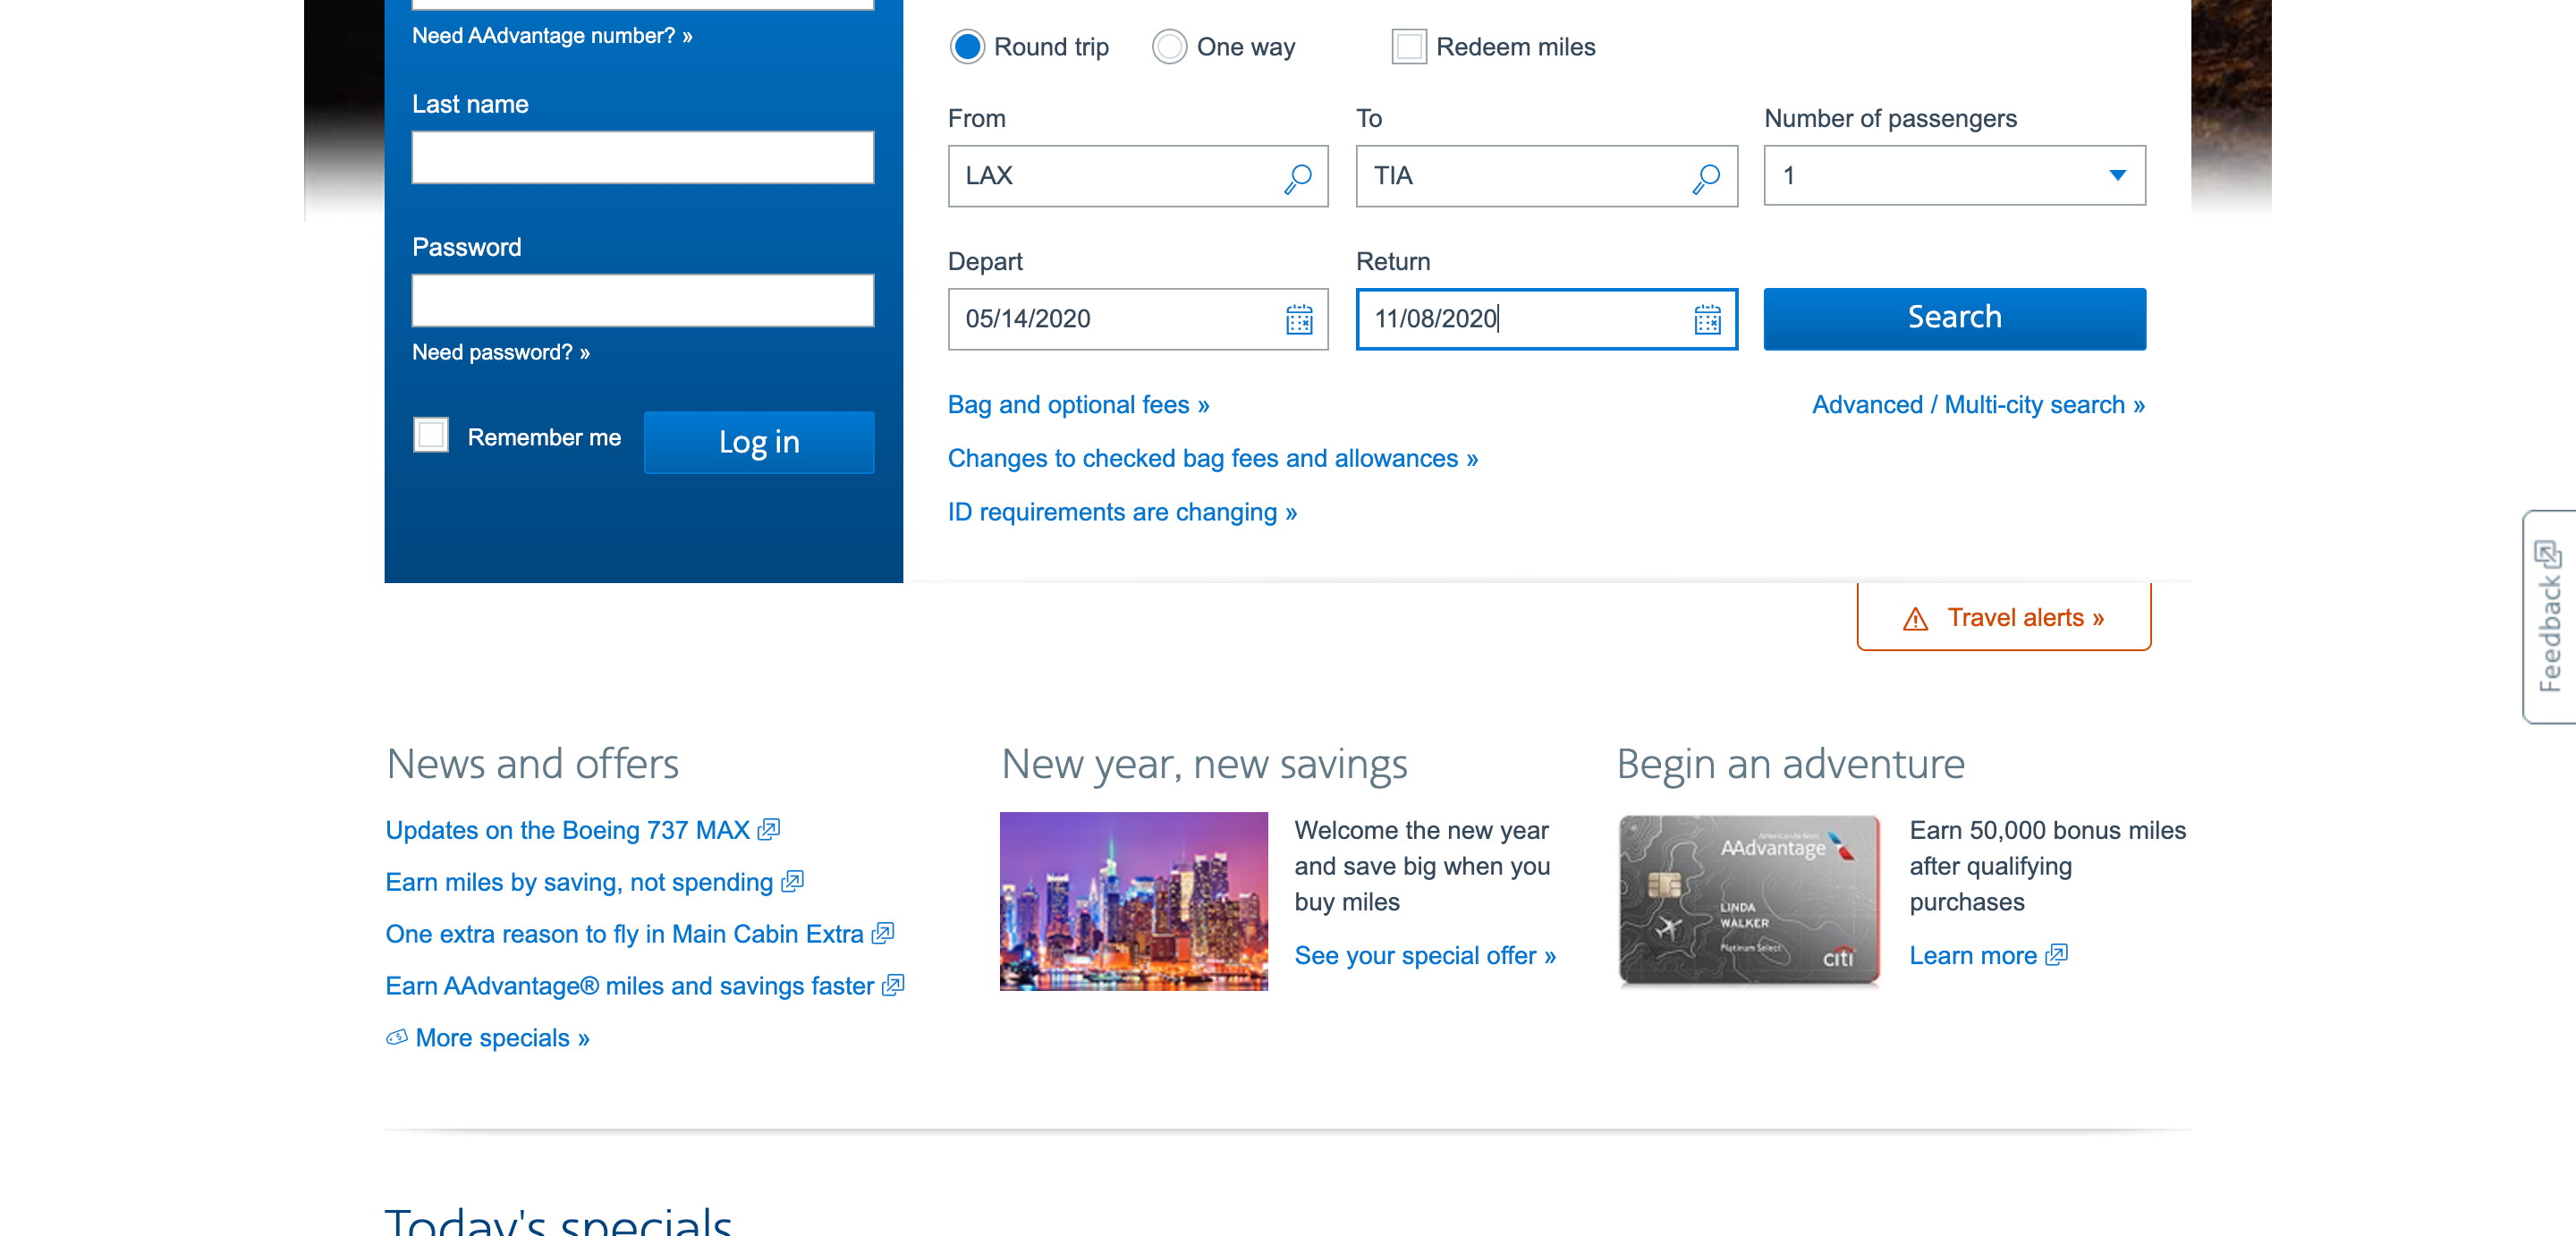 Need AAdvantage number? »
Last name
Password
Need password? »
Remember me
Log in
Round trip
One way
Redeem miles
From
To
Number of passengers
LAX
TIA
1
Depart
Return
05/14/2020
11/08/2020
Search
Bag and optional fees »
Advanced / Multi-city search »
Changes to checked bag fees and allowances »
ID requirements are changing »
Travel alerts »
Feedback
News and offers
Updates on the Boeing 737 MAX
Earn miles by saving, not spending
One extra reason to fly in Main Cabin Extra
Earn AAdvantage® miles and savings faster
More specials »
New year, new savings
Welcome the new year
and save big when you
buy miles
See your special offer »
Begin an adventure
American Airlines
AAdvantage
LINDA
WALKER
Platinum Select
citi
Earn 50,000 bonus miles
after qualifying
purchases
Learn more
Today's specials